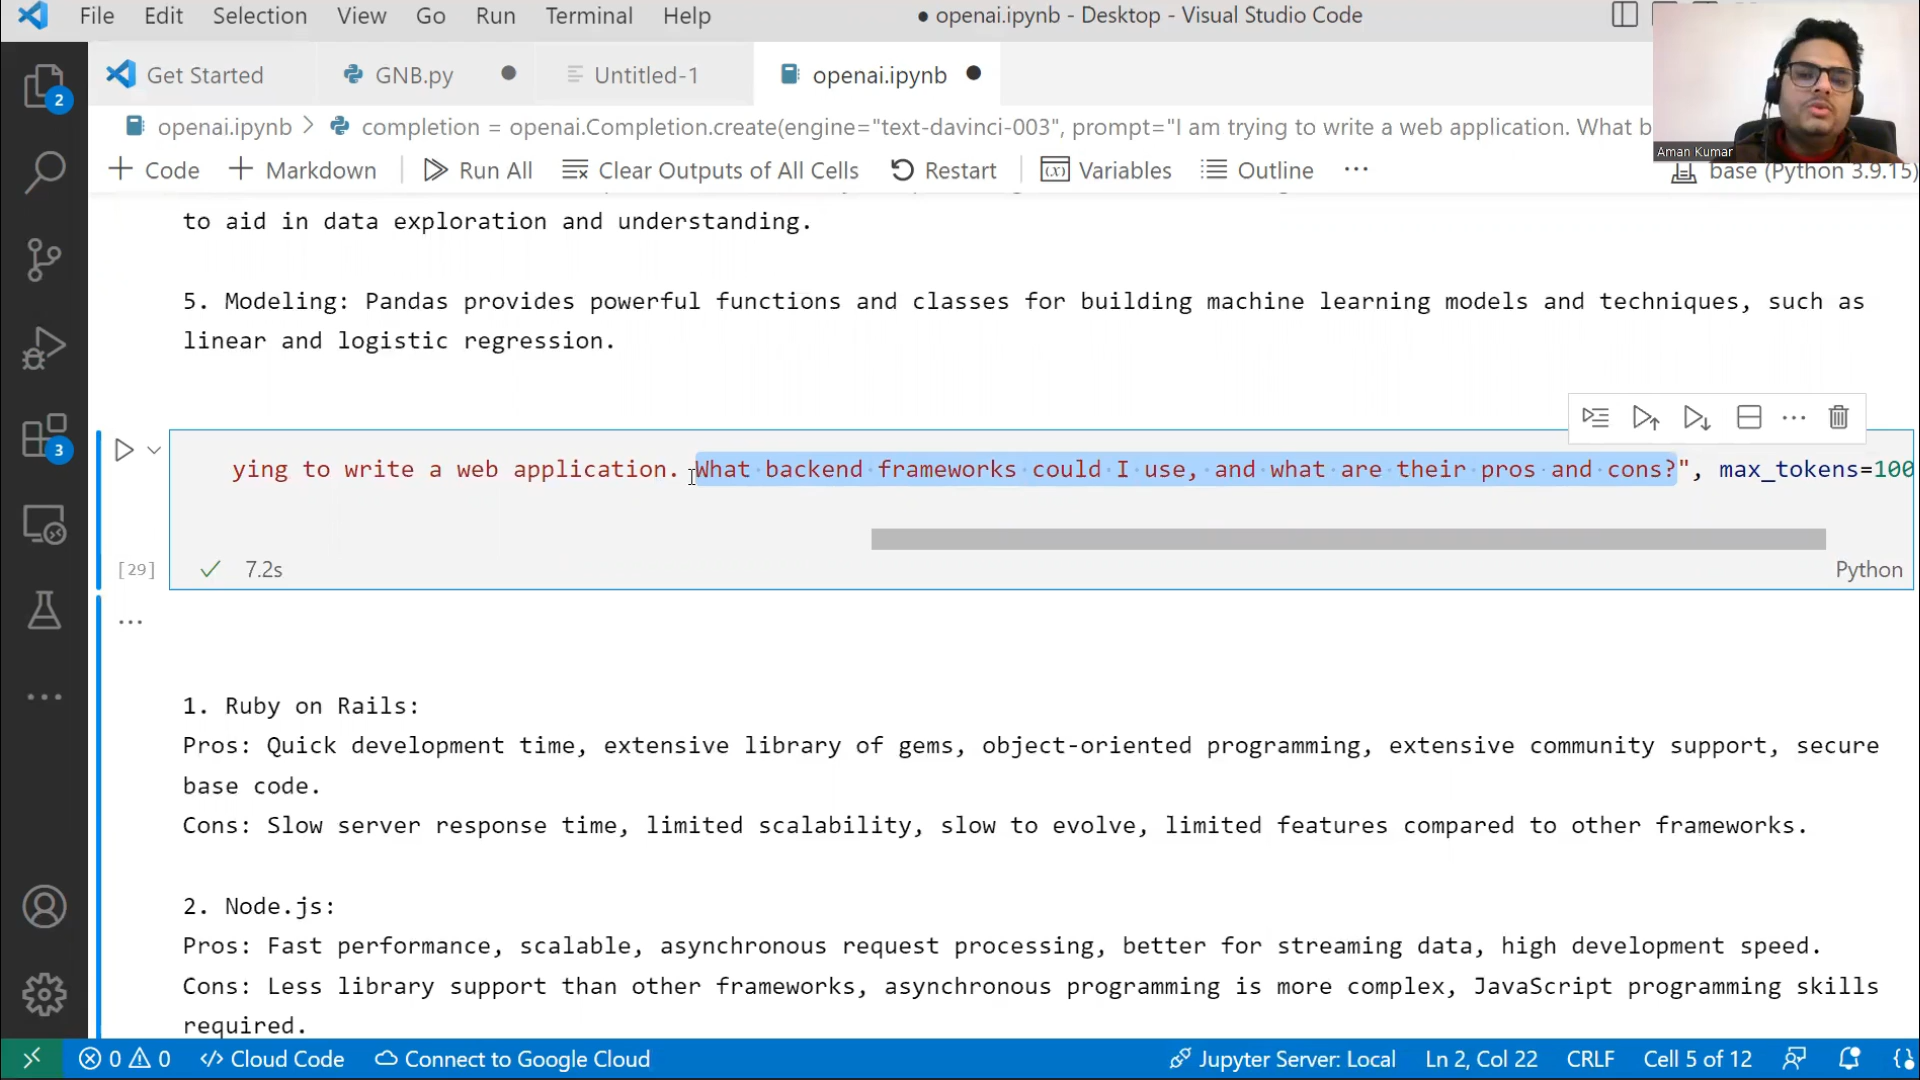 File Edit Selection View Go Run Terminal Help ● openai.ipynb - Desktop - Visual Studio Code
Get Started GNB.py Untitled-1 openai.ipynb
openai.ipynb > completion = openai.Completion.create(engine="text-davinci-003", prompt="I am trying to write a web application. What b
Aman Kumar
+ Code + Markdown Run All Clear Outputs of All Cells Restart Variables Outline ... base (Python 3.9.15)
to aid in data exploration and understanding.
5. Modeling: Pandas provides powerful functions and classes for building machine learning models and techniques, such as
linear and logistic regression.
ying to write a web application. What backend frameworks could I use, and what are their pros and cons?", max_tokens=100
[29] 7.2s Python
...
1. Ruby on Rails:
Pros: Quick development time, extensive library of gems, object-oriented programming, extensive community support, secure
base code.
Cons: Slow server response time, limited scalability, slow to evolve, limited features compared to other frameworks.
2. Node.js:
Pros: Fast performance, scalable, asynchronous request processing, better for streaming data, high development speed.
Cons: Less library support than other frameworks, asynchronous programming is more complex, JavaScript programming skills
required.
2
3
0 0 Cloud Code Connect to Google Cloud Jupyter Server: Local Ln 2, Col 22 CRLF Cell 5 of 12